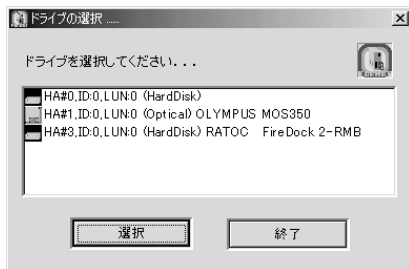 ドライブの選択 .....
ドライブを選択してください...
HA#0,ID:0,LUN:0 (HardDisk)
HA#1,ID:0,LUN:0 (Optical) OLYMPUS MOS350
HA#3,ID:0,LUN:0 (HardDisk) RATOC FireDock 2-RMB
選択
終了